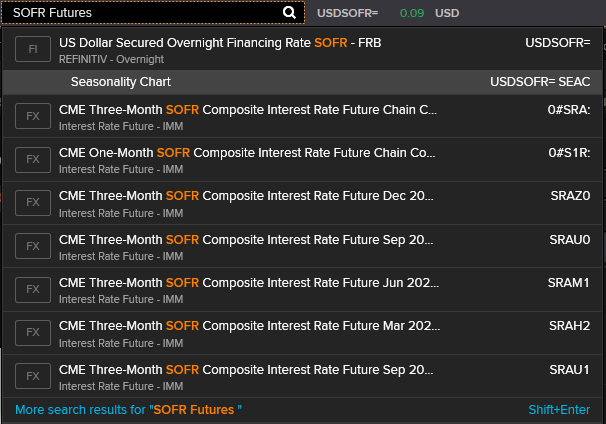 SOFR Futures USDSOFR= 0.09 USD
FI US Dollar Secured Overnight Financing Rate SOFR - FRB USDSOFR=
REFINITIV - Overnight
Seasonality Chart USDSOFR= SEAC
FX CME Three-Month SOFR Composite Interest Rate Future Chain C... 0#SRA:
Interest Rate Future - IMM
FX CME One-Month SOFR Composite Interest Rate Future Chain Co... 0#S1R:
Interest Rate Future - IMM
FX CME Three-Month SOFR Composite Interest Rate Future Dec 20... SRAZ0
Interest Rate Future - IMM
FX CME Three-Month SOFR Composite Interest Rate Future Sep 20... SRAU0
Interest Rate Future - IMM
FX CME Three-Month SOFR Composite Interest Rate Future Jun 202... SRAM1
Interest Rate Future - IMM
FX CME Three-Month SOFR Composite Interest Rate Future Mar 202... SRAH2
Interest Rate Future - IMM
FX CME Three-Month SOFR Composite Interest Rate Future Sep 20... SRAU1
Interest Rate Future - IMM
More search results for "SOFR Futures " Shift+Enter